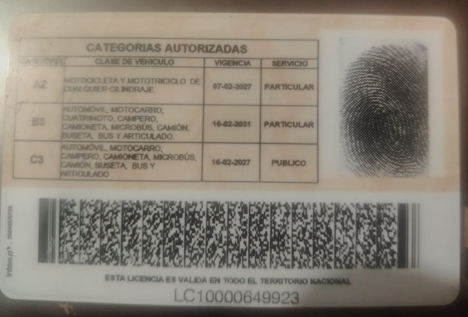 CATEGORIAS AUTORIZADAS
CLASE DE VEHICULO VIGENCIA SERVICIO
A2 MOTOCICLETA Y MOTOTRICICLO DE CUALQUIER CILINDRAJE 07-02-2027 PARTICULAR
AUTOMÓVIL, MOTOCARRO,
CUATRIMOTO, CAMPERO,
CAMIONETA, MICROBÚS, CAMIÓN,
BUSETA, BUS Y ARTICULADO 16-02-2031 PARTICULAR
C3 AUTOMÓVIL, MOTOCARRO,
CAMPERO, CAMIONETA, MICROBÚS,
CAMIÓN, BUSETA, BUS Y
ARTICULADO 16-02-2027 PUBLICO
ESTA LICENCIA ES VALIDA EN TODO EL TERRITORIO NACIONAL
LC10000649923